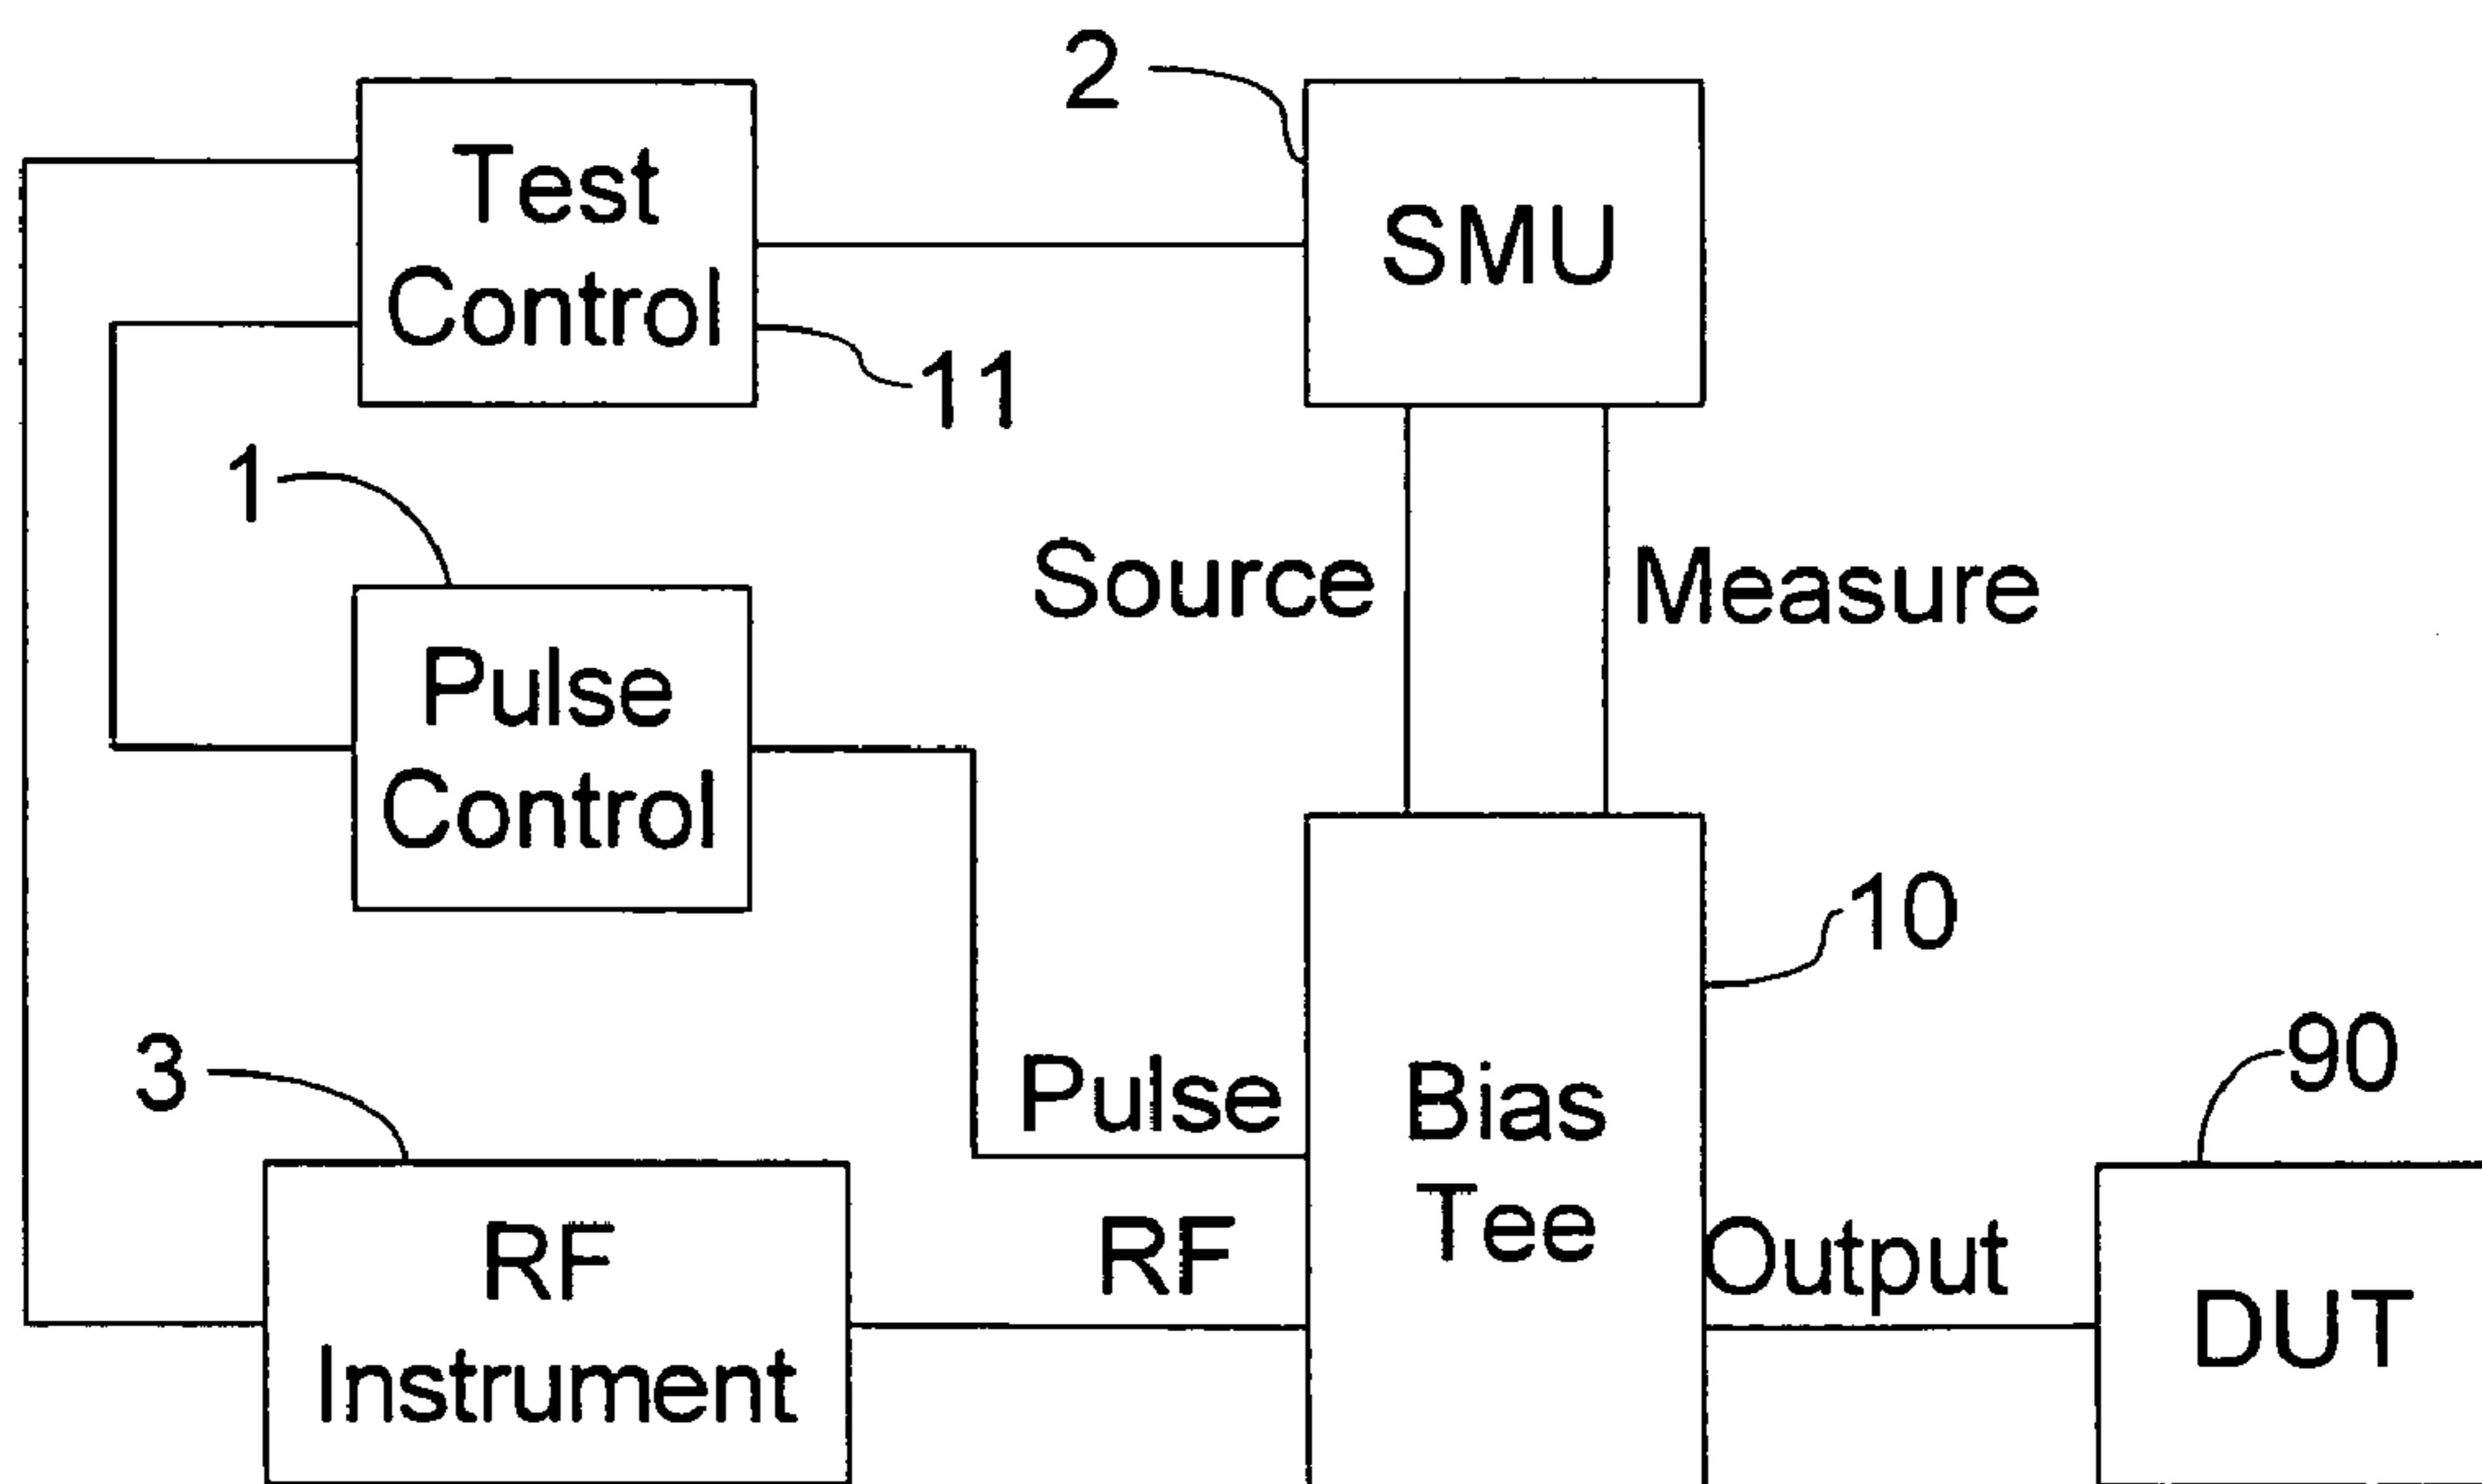 2
Test
Control
SMU
11
1
Source
Measure
Pulse
Control
10
3
Pulse
Bias
Tee
90
RF
Instrument
RF
Output
DUT